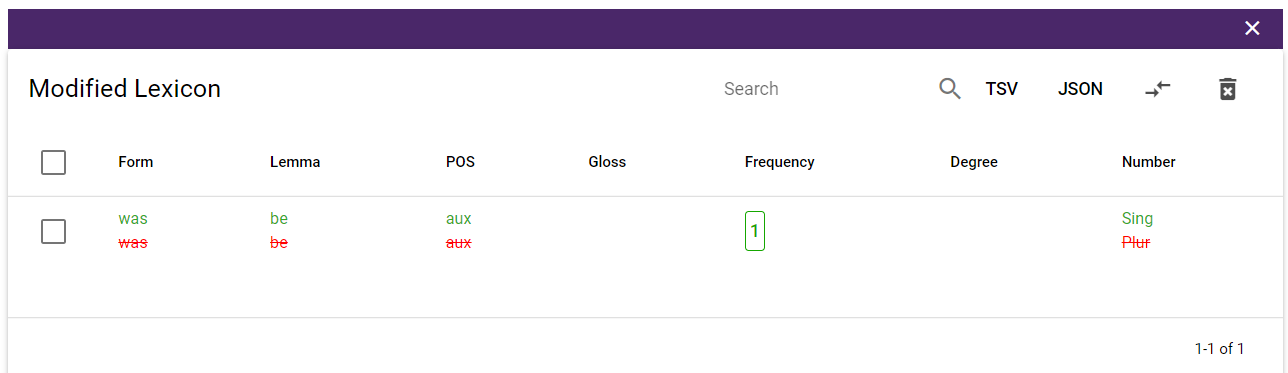 Modified Lexicon Search TSV JSON
Form Lemma POS Gloss Frequency Degree Number
was be aux 1 Sing
was be aux Plur
1-1 of 1